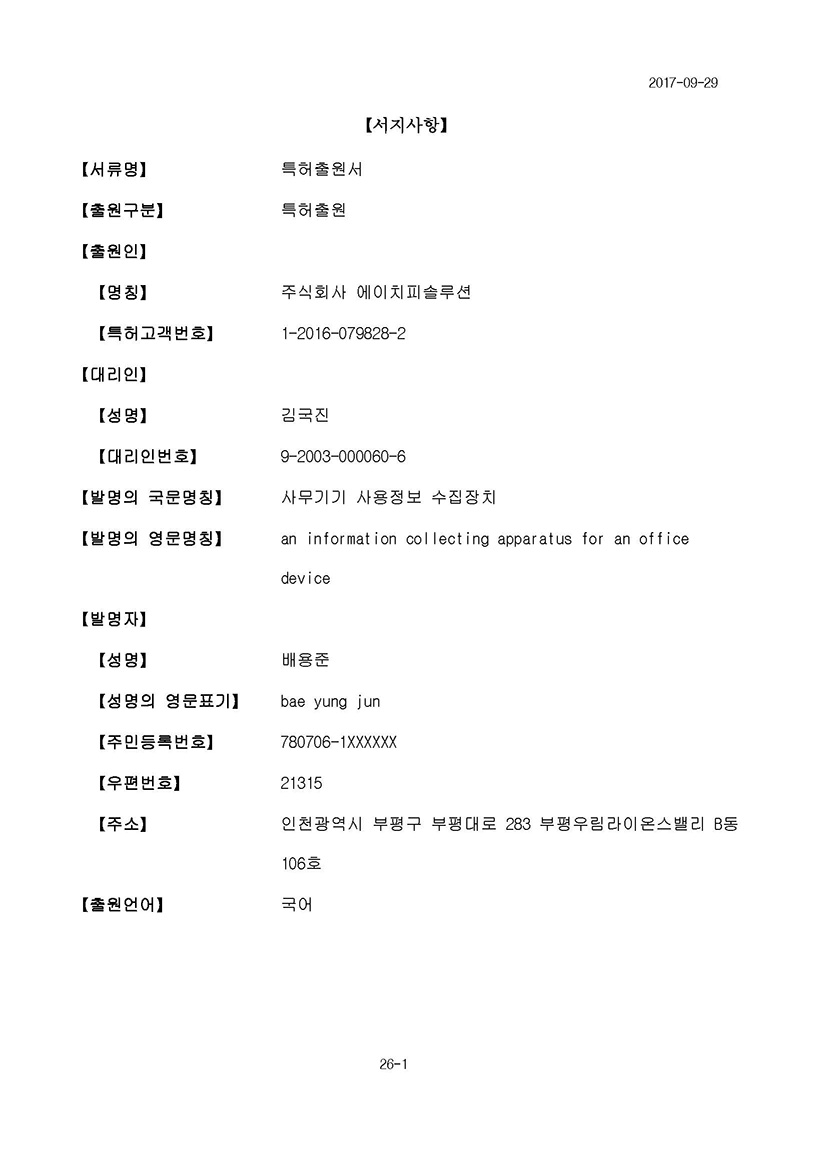 2017-09-29
【서지사항】
【서류명】 특허출원서
【출원구분】 특허출원
【출원인】
【명칭】 주식회사 에이치피솔루션
【특허고객번호】 1-2016-079828-2
【대리인】
【성명】 김국진
【대리인번호】 9-2003-000060-6
【발명의 국문명칭】 사무기기 사용정보 수집장치
【발명의 영문명칭】 an information collecting apparatus for an office
device
【발명자】
【성명】 배용준
【성명의 영문표기】 bae yung jun
【주민등록번호】 780706-1XXXXXX
【우편번호】 21315
【주소】 인천광역시 부평구 부평대로 283 부평우림라이온스밸리 B동
106호
【출원언어】 국어
26-1